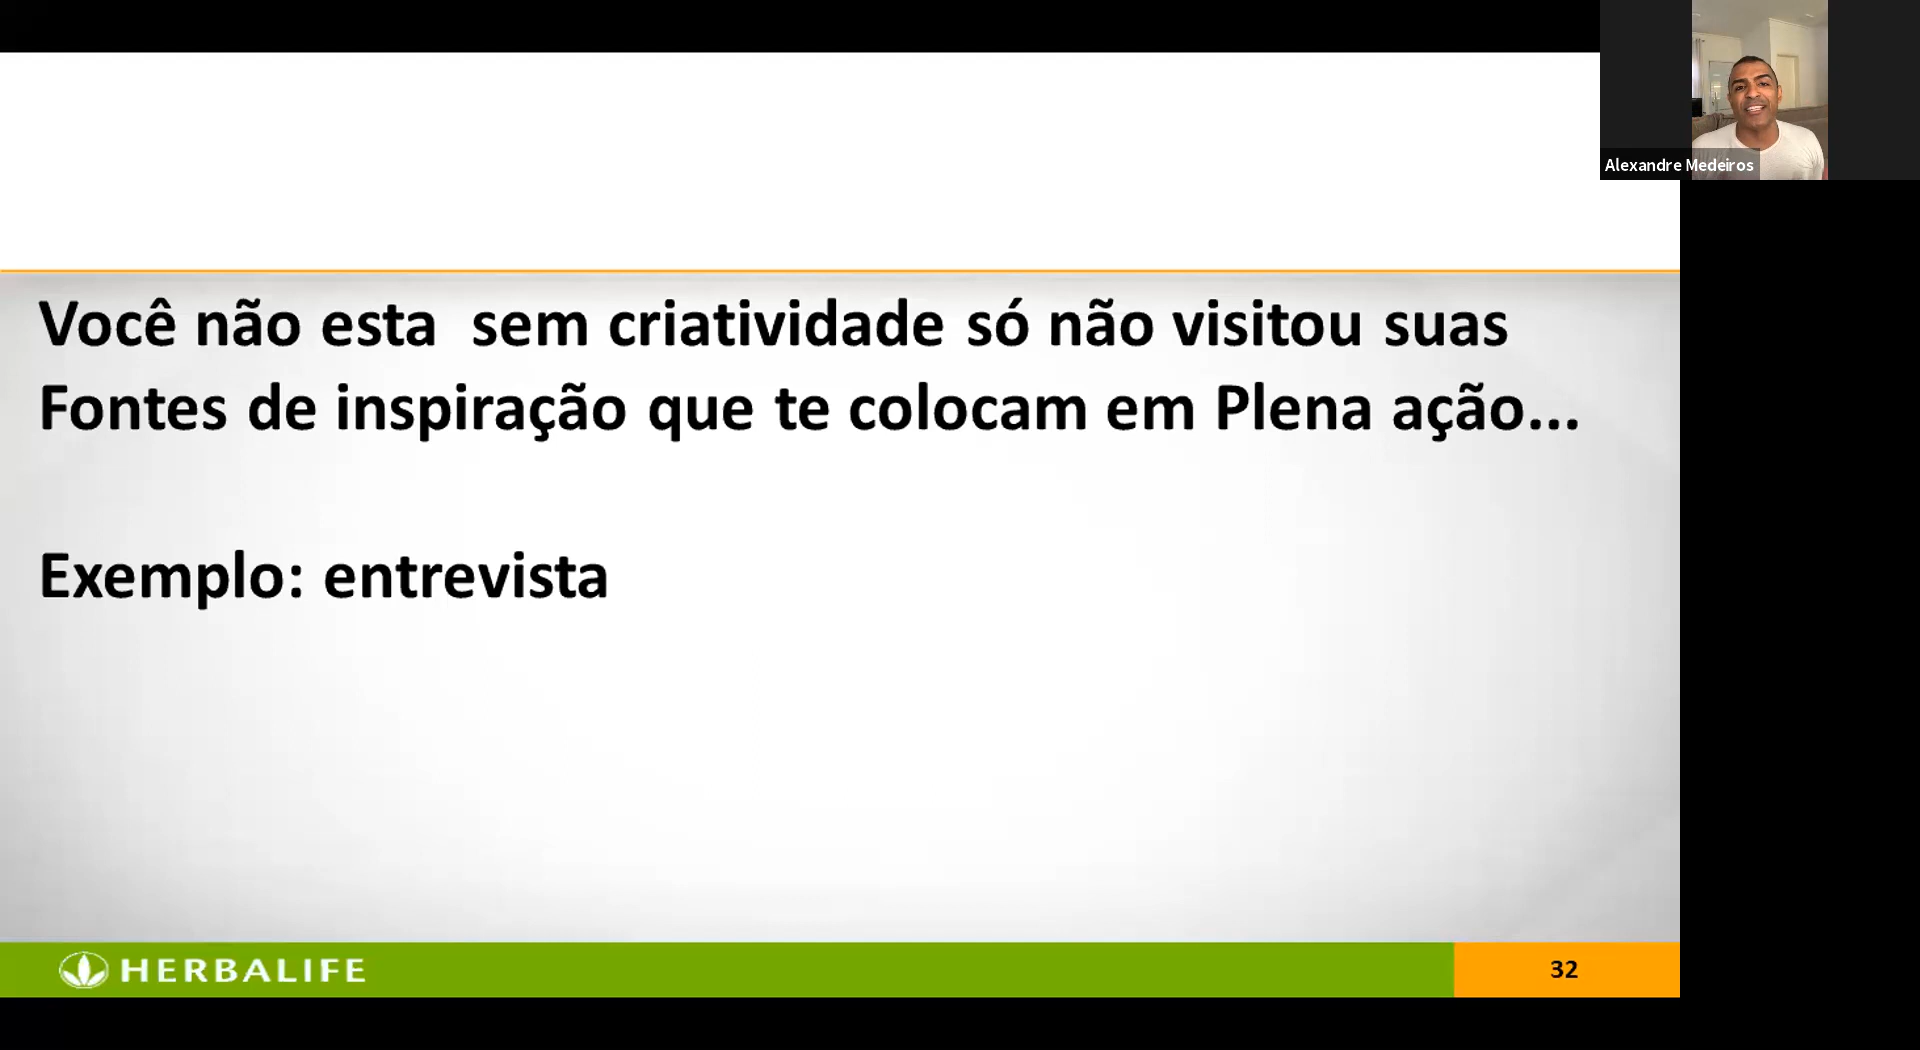 Alexandre Medeiros
Você não esta  sem criatividade só não visitou suas
Fontes de inspiração que te colocam em Plena ação...
Exemplo: entrevista
HERBALIFE
32